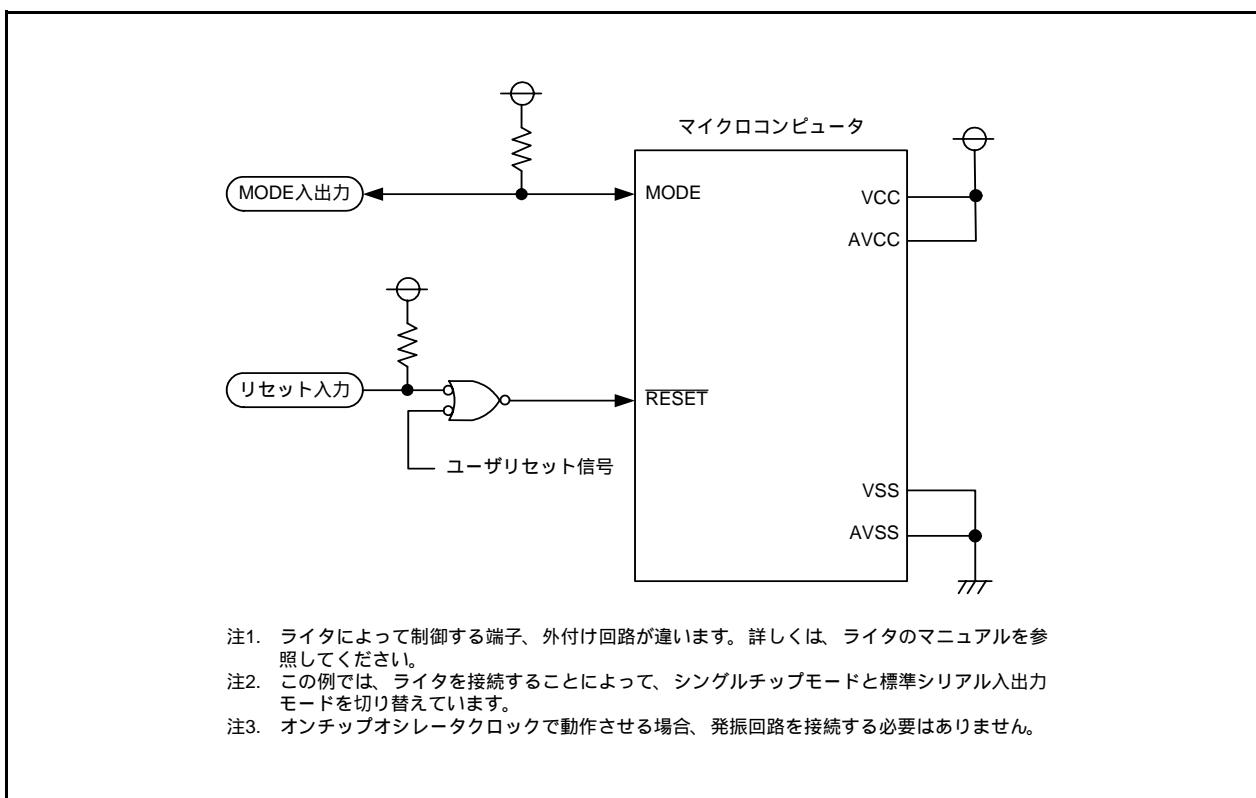 マイクロコンピュータ
MODE入出力
MODE
VCC
AVCC
リセット入力
RESET
ユーザリセット信号
VSS
AVSS
注1. ライタによって制御する端子、外付け回路が違います。詳しくは、ライタのマニュアルを参
照してください。
注2. この例では、ライタを接続することによって、シングルチップモードと標準シリアル入出力
モードを切り替えています。
注3. オンチップオシレータクロックで動作させる場合、発振回路を接続する必要はありません。